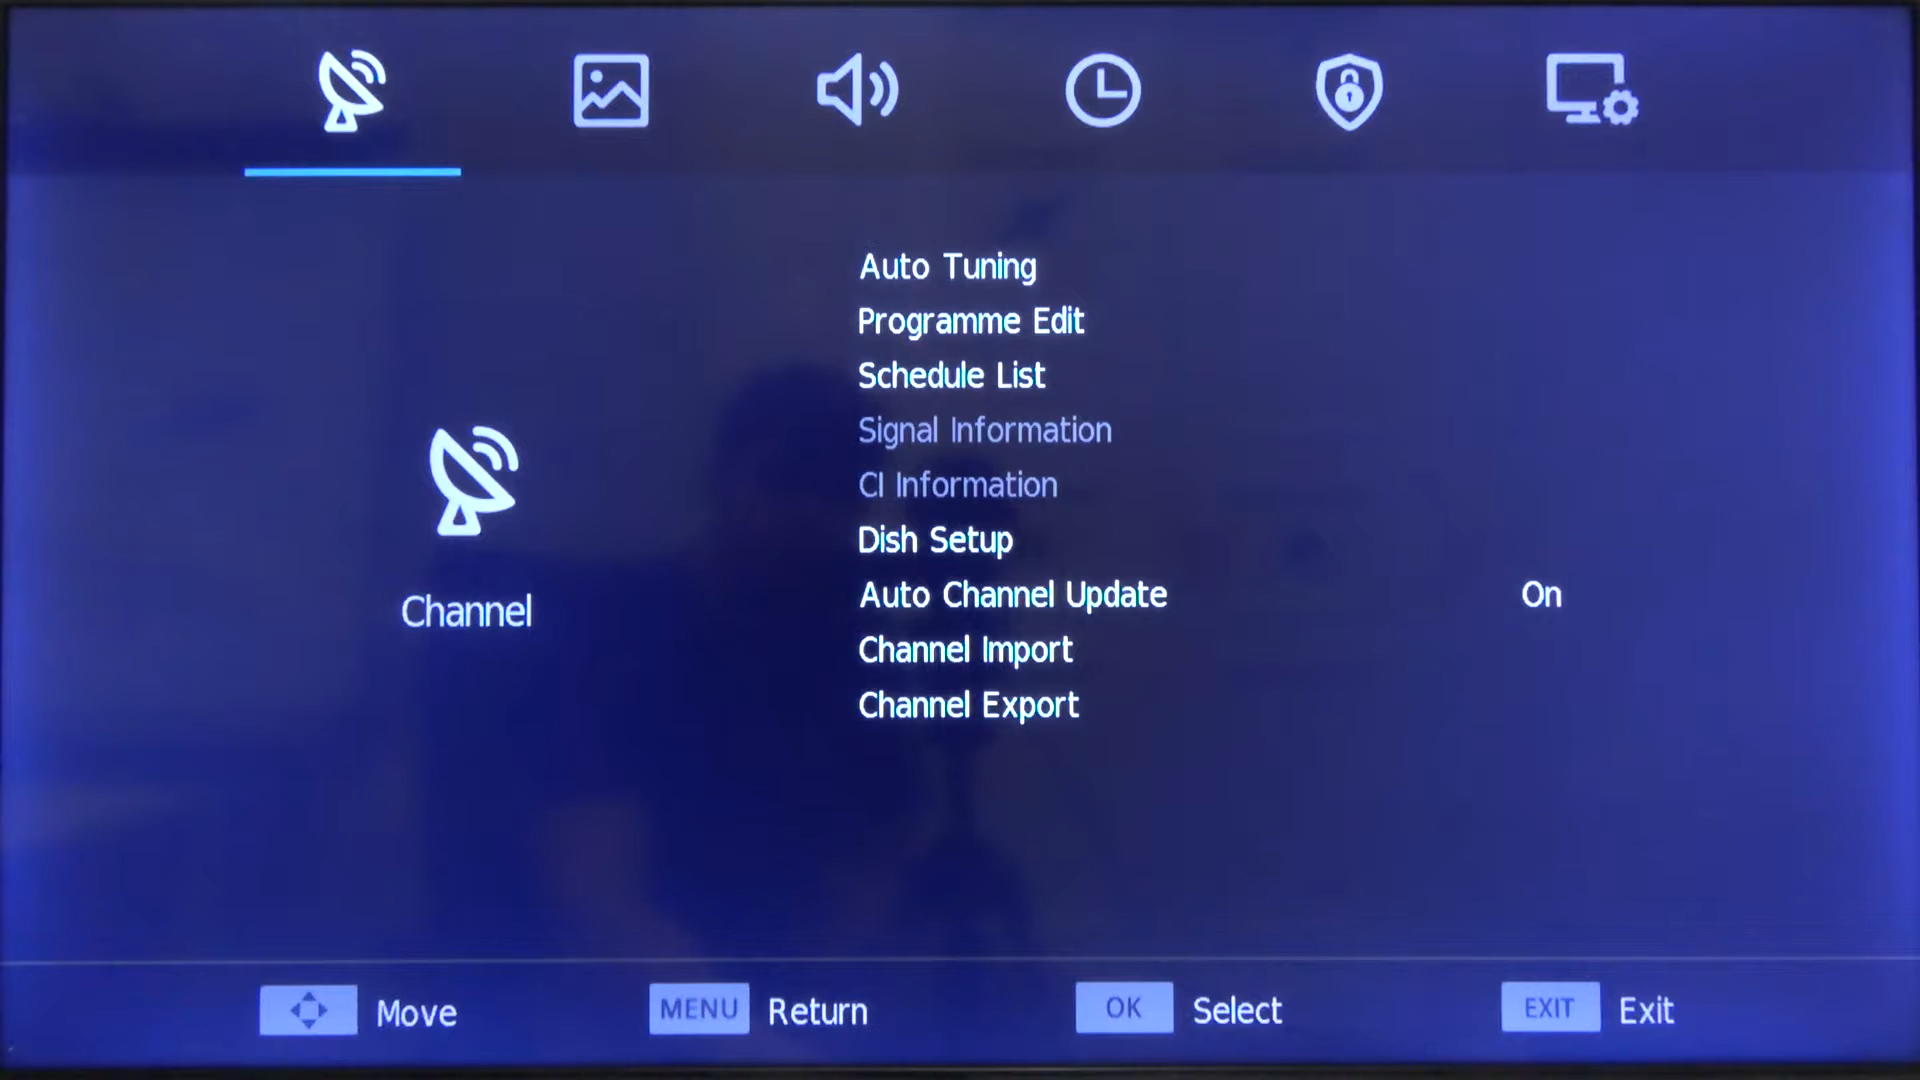 Auto Tuning
Programme Edit
Schedule List
Signal Information
CI Information
Dish Setup
Auto Channel Update On
Channel Import
Channel Export
Channel
Move MENU Return OK Select EXIT Exit